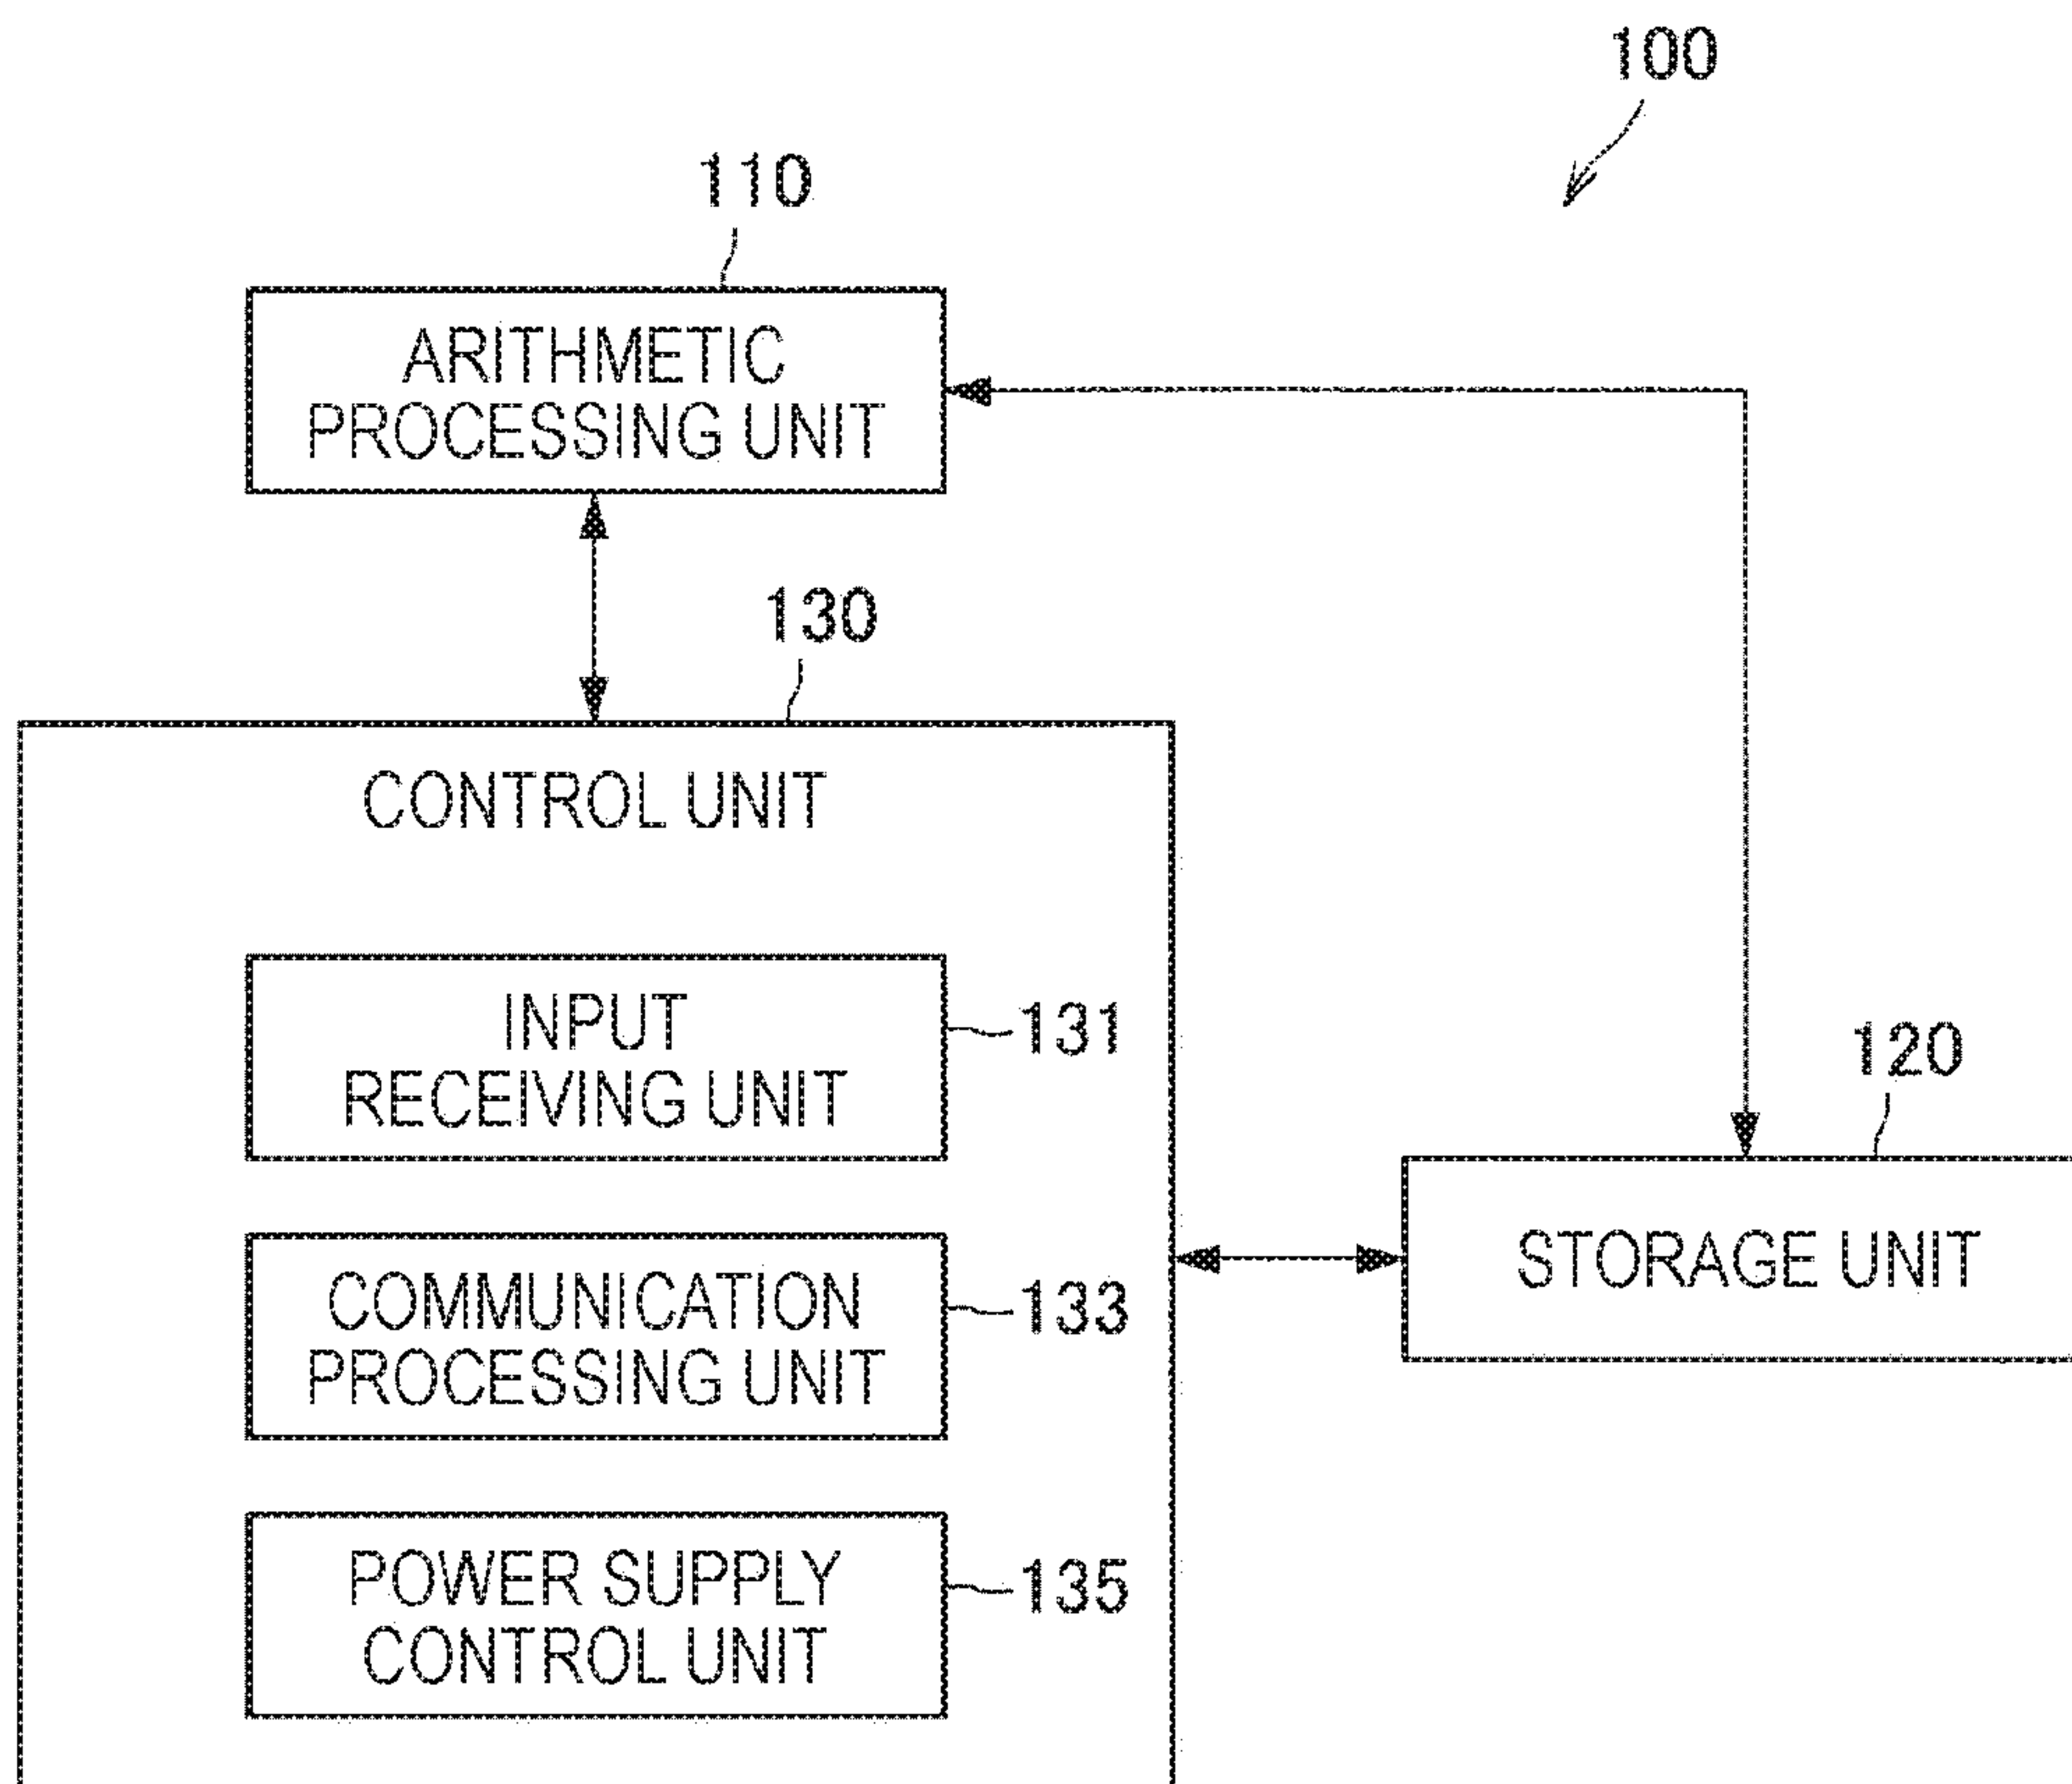 100
110
ARITHMETIC
PROCESSING UNIT
130
CONTROL UNIT
INPUT
RECEIVING UNIT
131
120
STORAGE UNIT
COMMUNICATION
PROCESSING UNIT
133
POWER SUPPLY
CONTROL UNIT
135